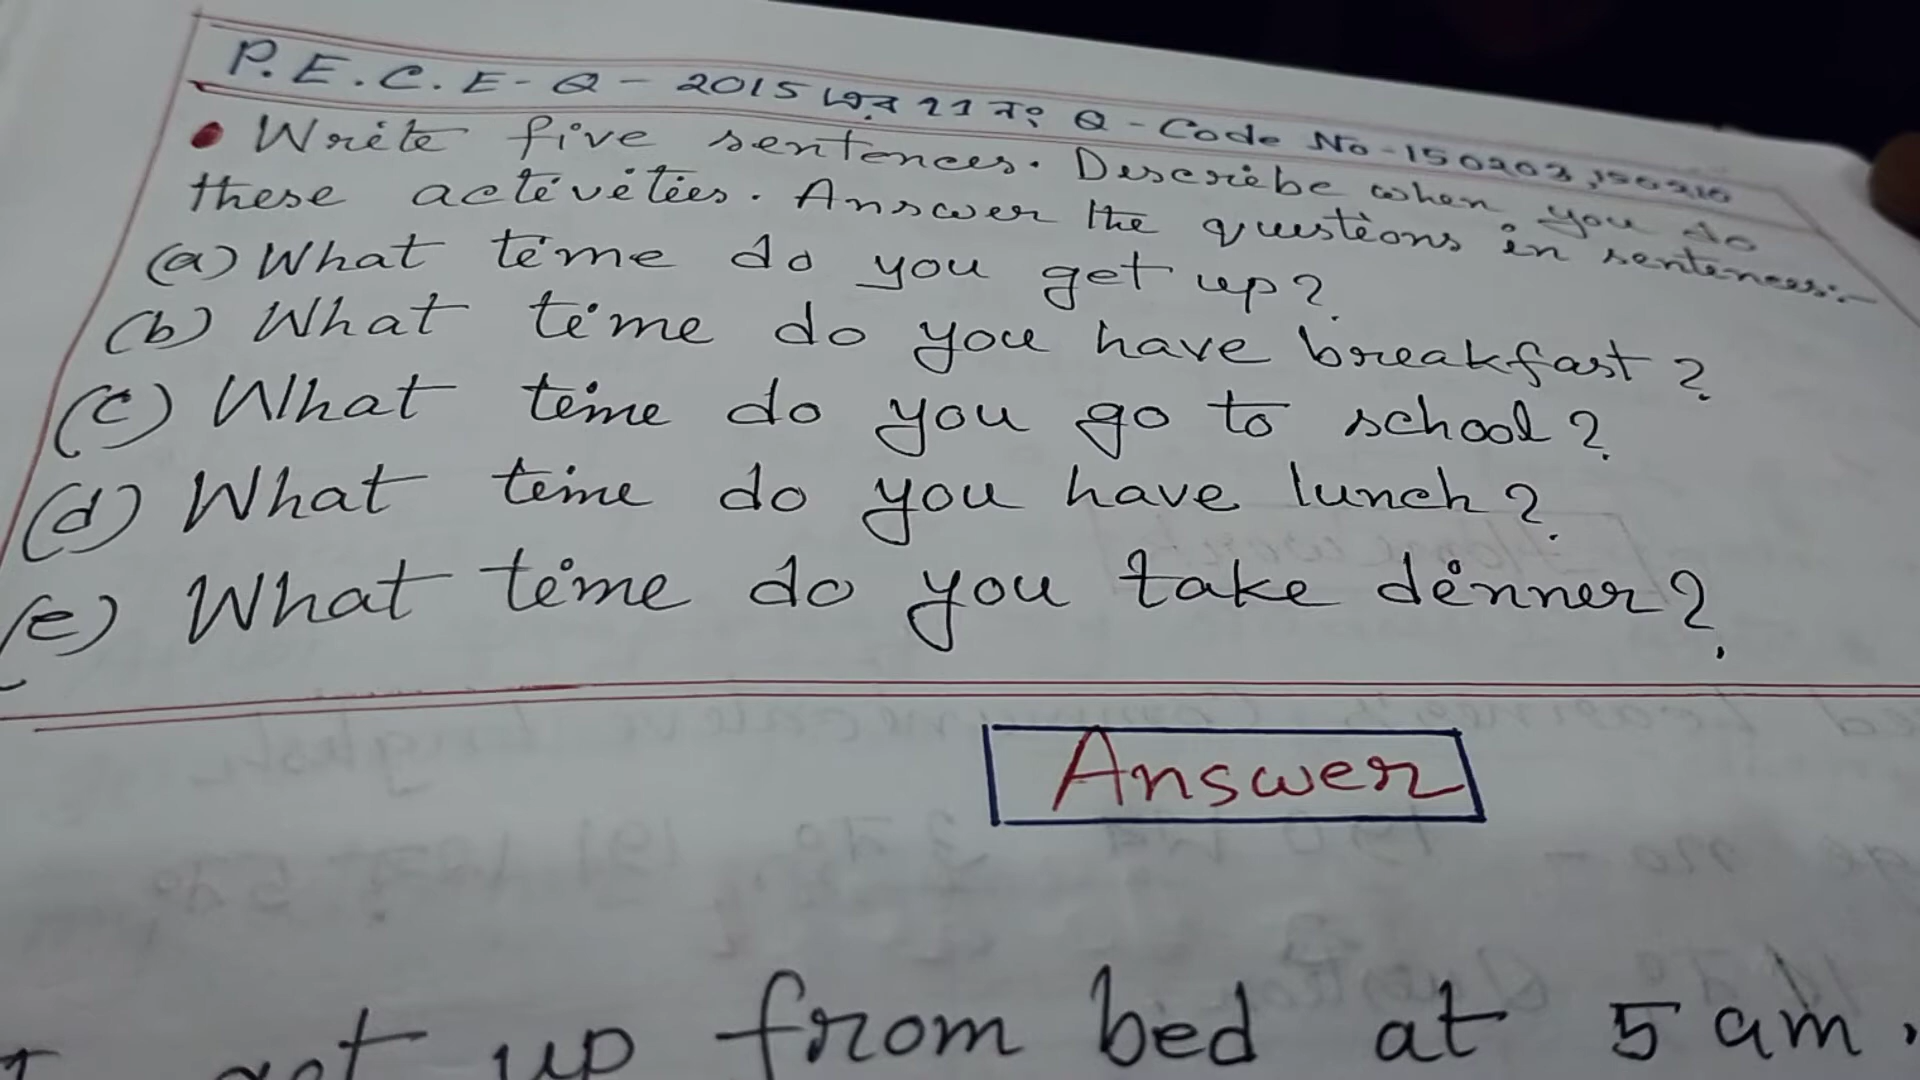 P.E.C.E-Q-2015 এর 11 নং Q-Code No-150203,150210
• Write five sentences. Describe when you do
these activities. Answer the questions in sentences:-
(a) What time do you get up?
(b) What time do you have breakfast?
(c) What time do you go to school?
(d) What time do you have lunch?
(e) What time do you take dinner?
Answer
I get up from bed at 5 am.